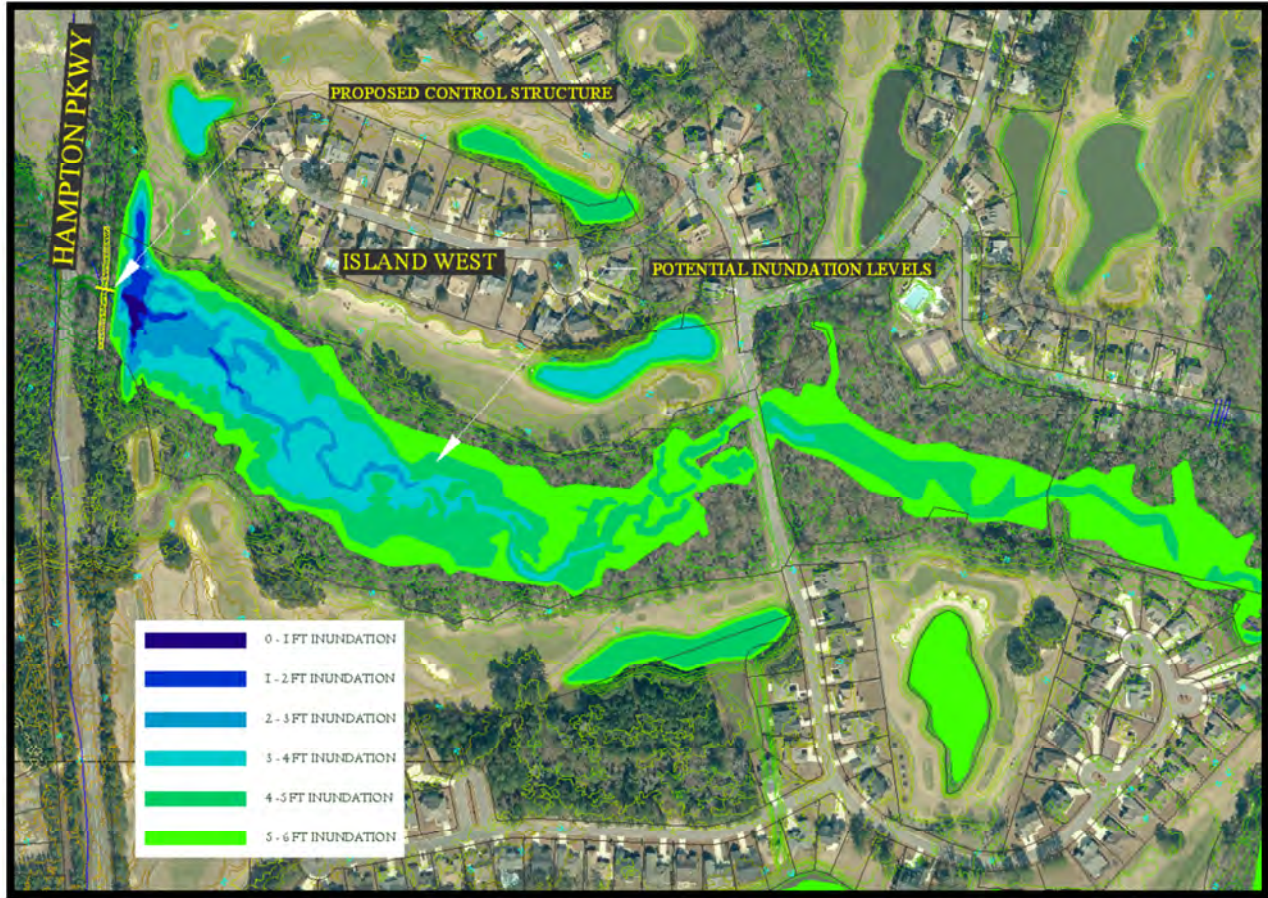 HAMPTON PKWY
PROPOSED CONTROL STRUCTURE
ISLAND WEST
POTENTIAL INUNDATION LEVELS
0 - 1 FT INUNDATION
1 - 2 FT INUNDATION
2 - 3 FT INUNDATION
3 - 4 FT INUNDATION
4 - 5 FT INUNDATION
5 - 6 FT INUNDATION